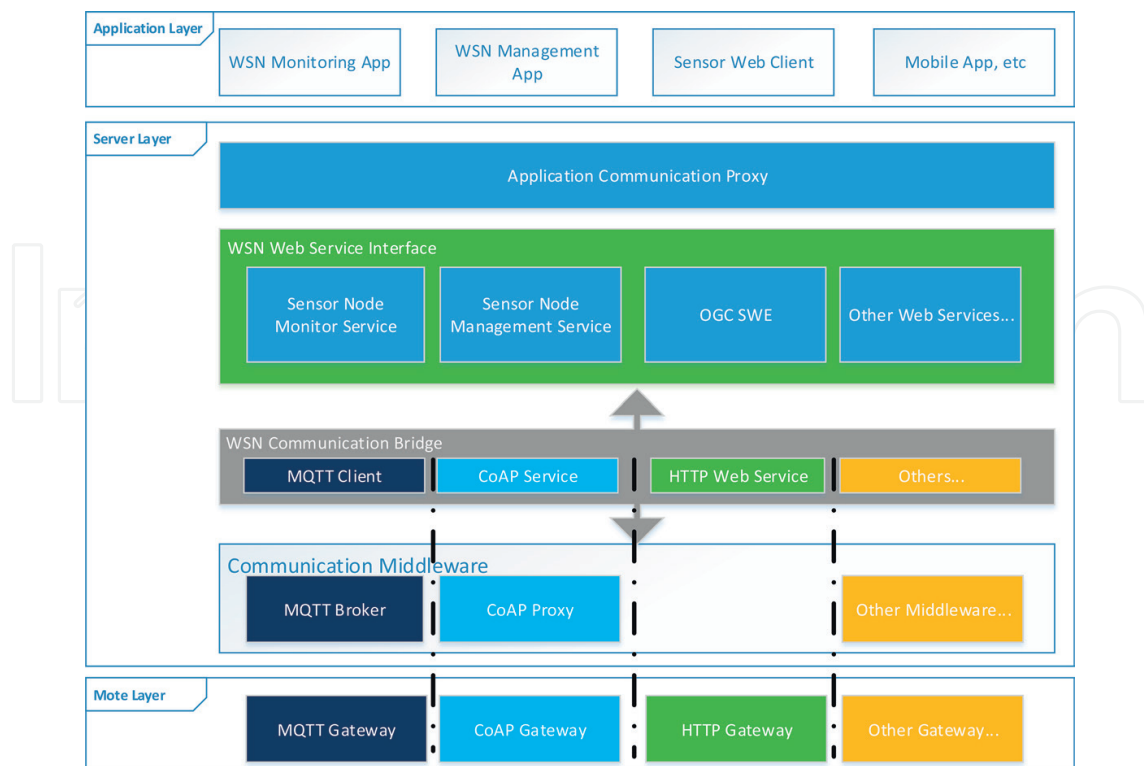 Application Layer
WSN Monitoring App
WSN Management
App
Sensor Web Client
Mobile App, etc
Server Layer
Application Communication Proxy
WSN Web Service Interface
Sensor Node
Monitor Service
Sensor Node
Management Service
OGC SWE
Other Web Services...
WSN Communication Bridge
MQTT Client
CoAP Service
HTTP Web Service
Others...
Communication Middleware
MQTT Broker
CoAP Proxy
Other Middleware...
Mote Layer
MQTT Gateway
CoAP Gateway
HTTP Gateway
Other Gateway...